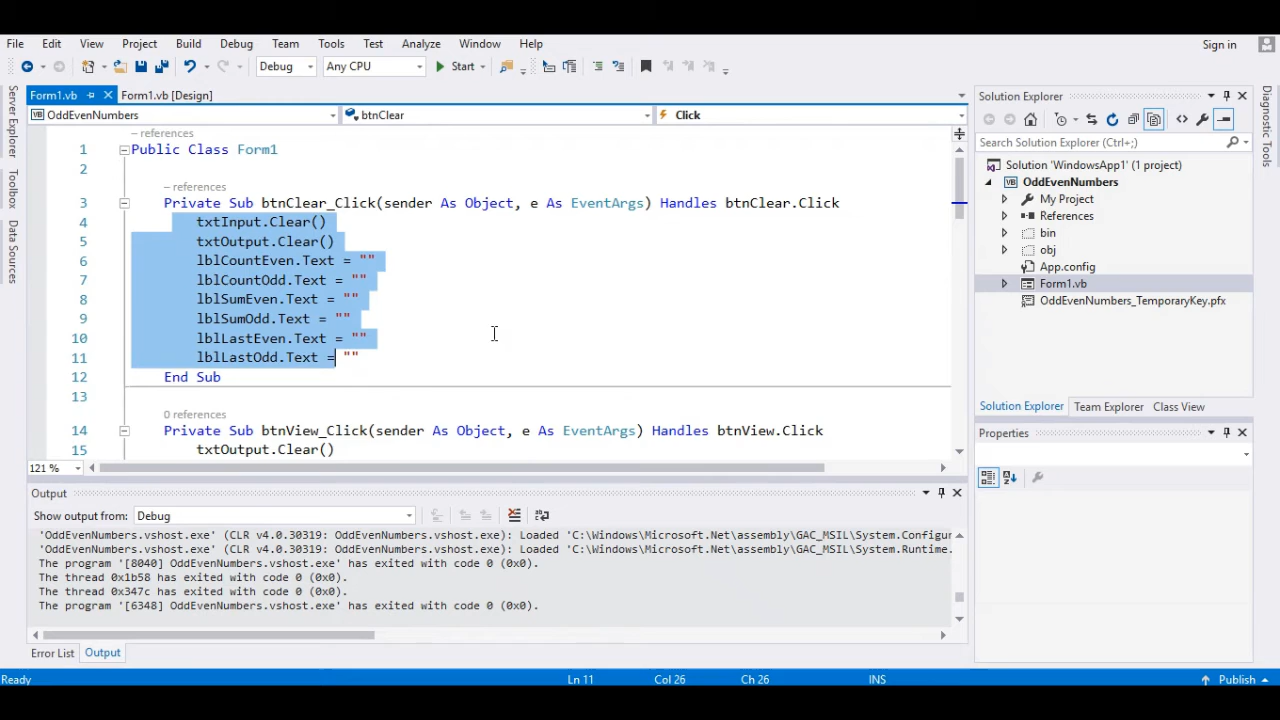 File Edit View Project Build Debug Team Tools Test Analyze Window Help Sign in
Debug Any CPU Start
Form1.vb Form1.vb [Design]
OddEvenNumbers btnClear Click
– references
1 Public Class Form1
2
– references
3 Private Sub btnClear_Click(sender As Object, e As EventArgs) Handles btnClear.Click
4 txtInput.Clear()
5 txtOutput.Clear()
6 lblCountEven.Text = ""
7 lblCountOdd.Text = ""
8 lblSumEven.Text = ""
9 lblSumOdd.Text = ""
10 lblLastEven.Text = ""
11 lblLastOdd.Text = ""
12 End Sub
13
0 references
14 Private Sub btnView_Click(sender As Object, e As EventArgs) Handles btnView.Click
15 txtOutput.Clear()
121 %
Output
Show output from: Debug
'OddEvenNumbers.vshost.exe' (CLR v4.0.30319: OddEvenNumbers.vshost.exe): Loaded 'C:\Windows\Microsoft.Net\assembly\GAC_MSIL\System.Configur
'OddEvenNumbers.vshost.exe' (CLR v4.0.30319: OddEvenNumbers.vshost.exe): Loaded 'C:\Windows\Microsoft.Net\assembly\GAC_MSIL\System.Runtime.
The program '[8040] OddEvenNumbers.vshost.exe' has exited with code 0 (0x0).
The thread 0x1b58 has exited with code 0 (0x0).
The thread 0x347c has exited with code 0 (0x0).
The program '[6348] OddEvenNumbers.vshost.exe' has exited with code 0 (0x0).
Error List Output
Ready Ln 11 Col 26 Ch 26 INS Publish
Server Explorer
Toolbox
Data Sources
Solution Explorer
Search Solution Explorer (Ctrl+;)
Solution 'WindowsApp1' (1 project)
VB OddEvenNumbers
My Project
References
bin
obj
App.config
Form1.vb
OddEvenNumbers_TemporaryKey.pfx
Solution Explorer Team Explorer Class View
Properties
Diagnostic Tools